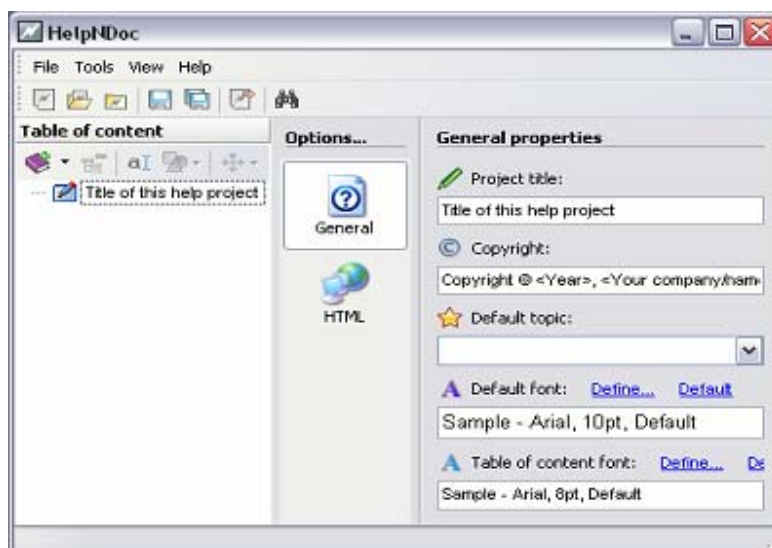 HelpNDoc
File Tools View Help
Table of content
Title of this help project
Options...
General
HTML
General properties
Project title:
Title of this help project
Copyright:
Copyright © <Year>, <Your company/nam
Default topic:
Default font: Define... Default
Sample - Arial, 10pt, Default
Table of content font: Define... De
Sample - Arial, 8pt, Default